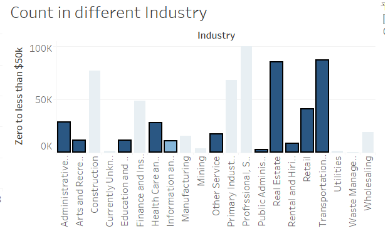 Count in different Industry
Industry
Zero to less than $50k
100K
50K
0K
Administrative..
Arts and Recre..
Construction
Currently Unkn..
Education and ..
Finance and Ins..
Health Care an..
Information an..
Manufacturing
Mining
Other Service
Primary Indust..
Profrssional, S..
Public Adminis..
Real Estate
Rental and Hiri..
Retail
Transportation..
Utilities
Waste Manage..
Wholesaling